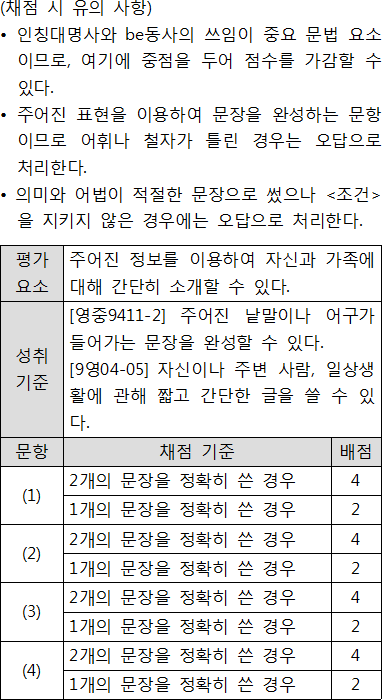 (채점 시 유의 사항)
• 인칭대명사와 be동사의 쓰임이 중요 문법 요소
이므로, 여기에 중점을 두어 점수를 가감할 수
있다.
• 주어진 표현을 이용하여 문장을 완성하는 문항
이므로 어휘나 철자가 틀린 경우는 오답으로
처리한다.
• 의미와 어법이 적절한 문장으로 썼으나 <조건>
을 지키지 않은 경우에는 오답으로 처리한다.
평가
요소
주어진 정보를 이용하여 자신과 가족에
대해 간단히 소개할 수 있다.
성취
기준
[영중9411-2] 주어진 낱말이나 어구가
들어가는 문장을 완성할 수 있다.
[9영04-05] 자신이나 주변 사람, 일상생
활에 관해 짧고 간단한 글을 쓸 수 있
다.
문항 채점 기준 배점
(1)
2개의 문장을 정확히 쓴 경우 4
1개의 문장을 정확히 쓴 경우 2
(2)
2개의 문장을 정확히 쓴 경우 4
1개의 문장을 정확히 쓴 경우 2
(3)
2개의 문장을 정확히 쓴 경우 4
1개의 문장을 정확히 쓴 경우 2
(4)
2개의 문장을 정확히 쓴 경우 4
1개의 문장을 정확히 쓴 경우 2